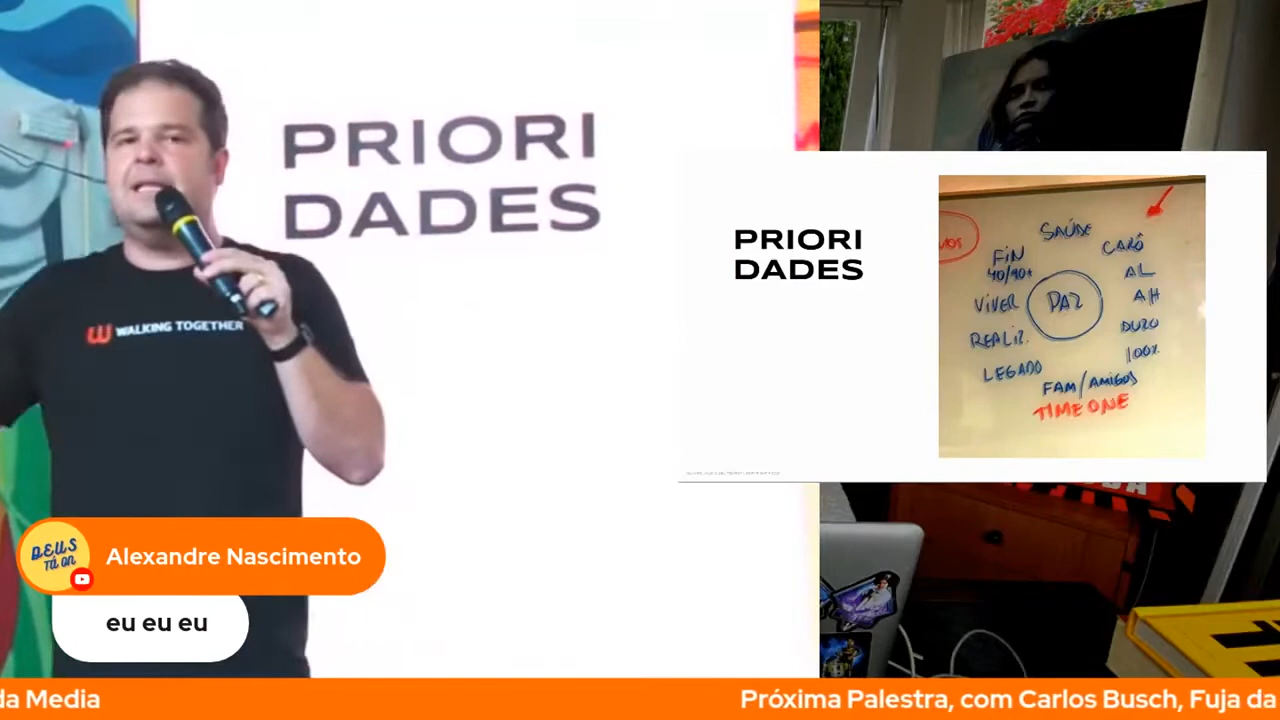 PRIORI
DADES
WALKING TOGETHER
PRIORI
DADES
SAÚDE
FIN
40/90+
VIVER
REALIZ.
LEGADO
PAZ
CARÔ
AL
AH
DUZO
100%
FAM/AMIGOS
TIME ONE
DEUS
TÁ ON
Alexandre Nascimento
eu eu eu
da Media
Próxima Palestra, com Carlos Busch, Fuja da